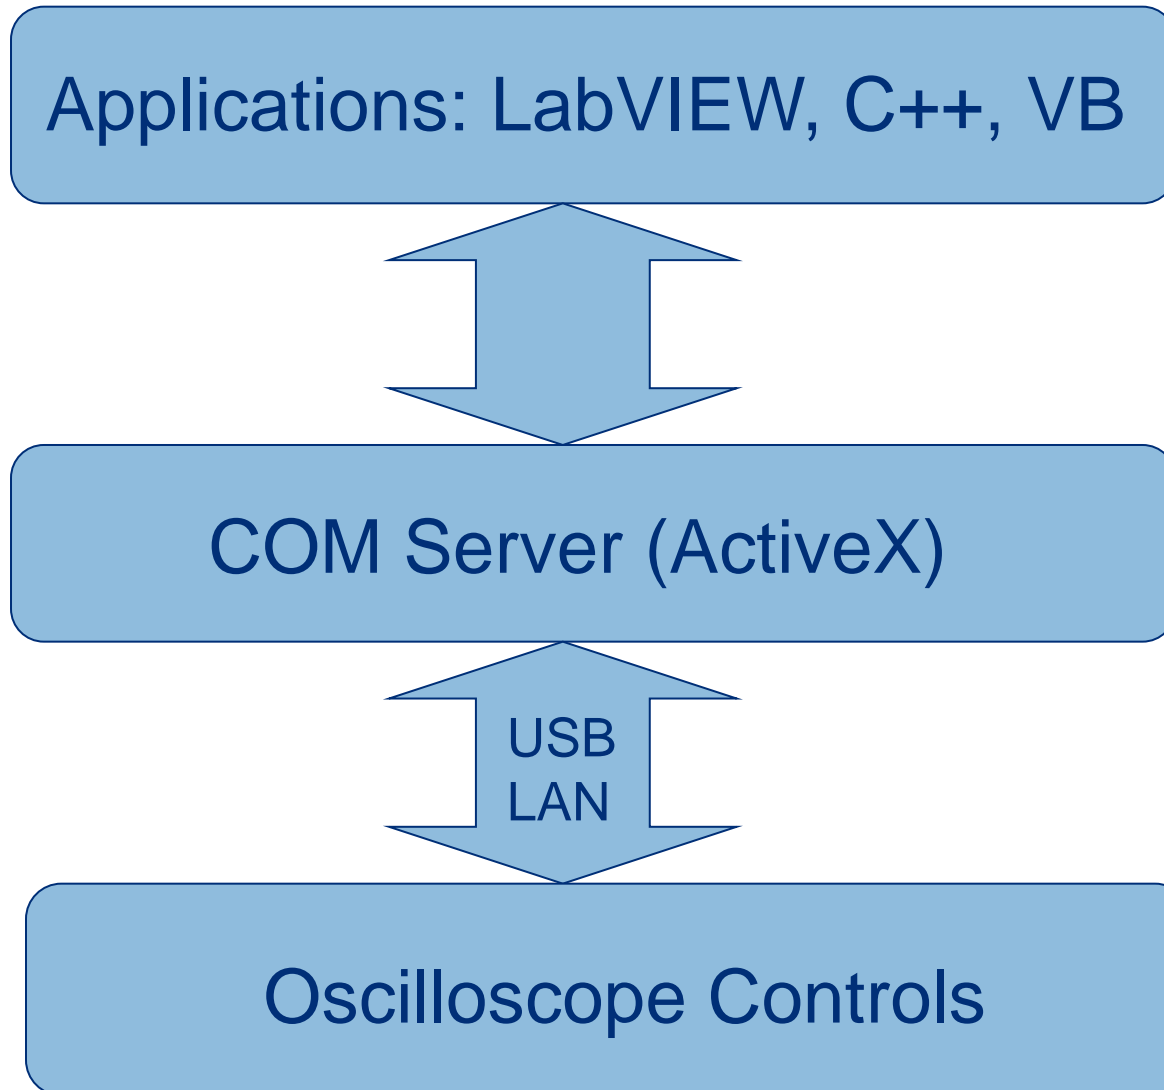 Applications: LabVIEW, C++, VB
COM Server (ActiveX)
USB
LAN
Oscilloscope Controls